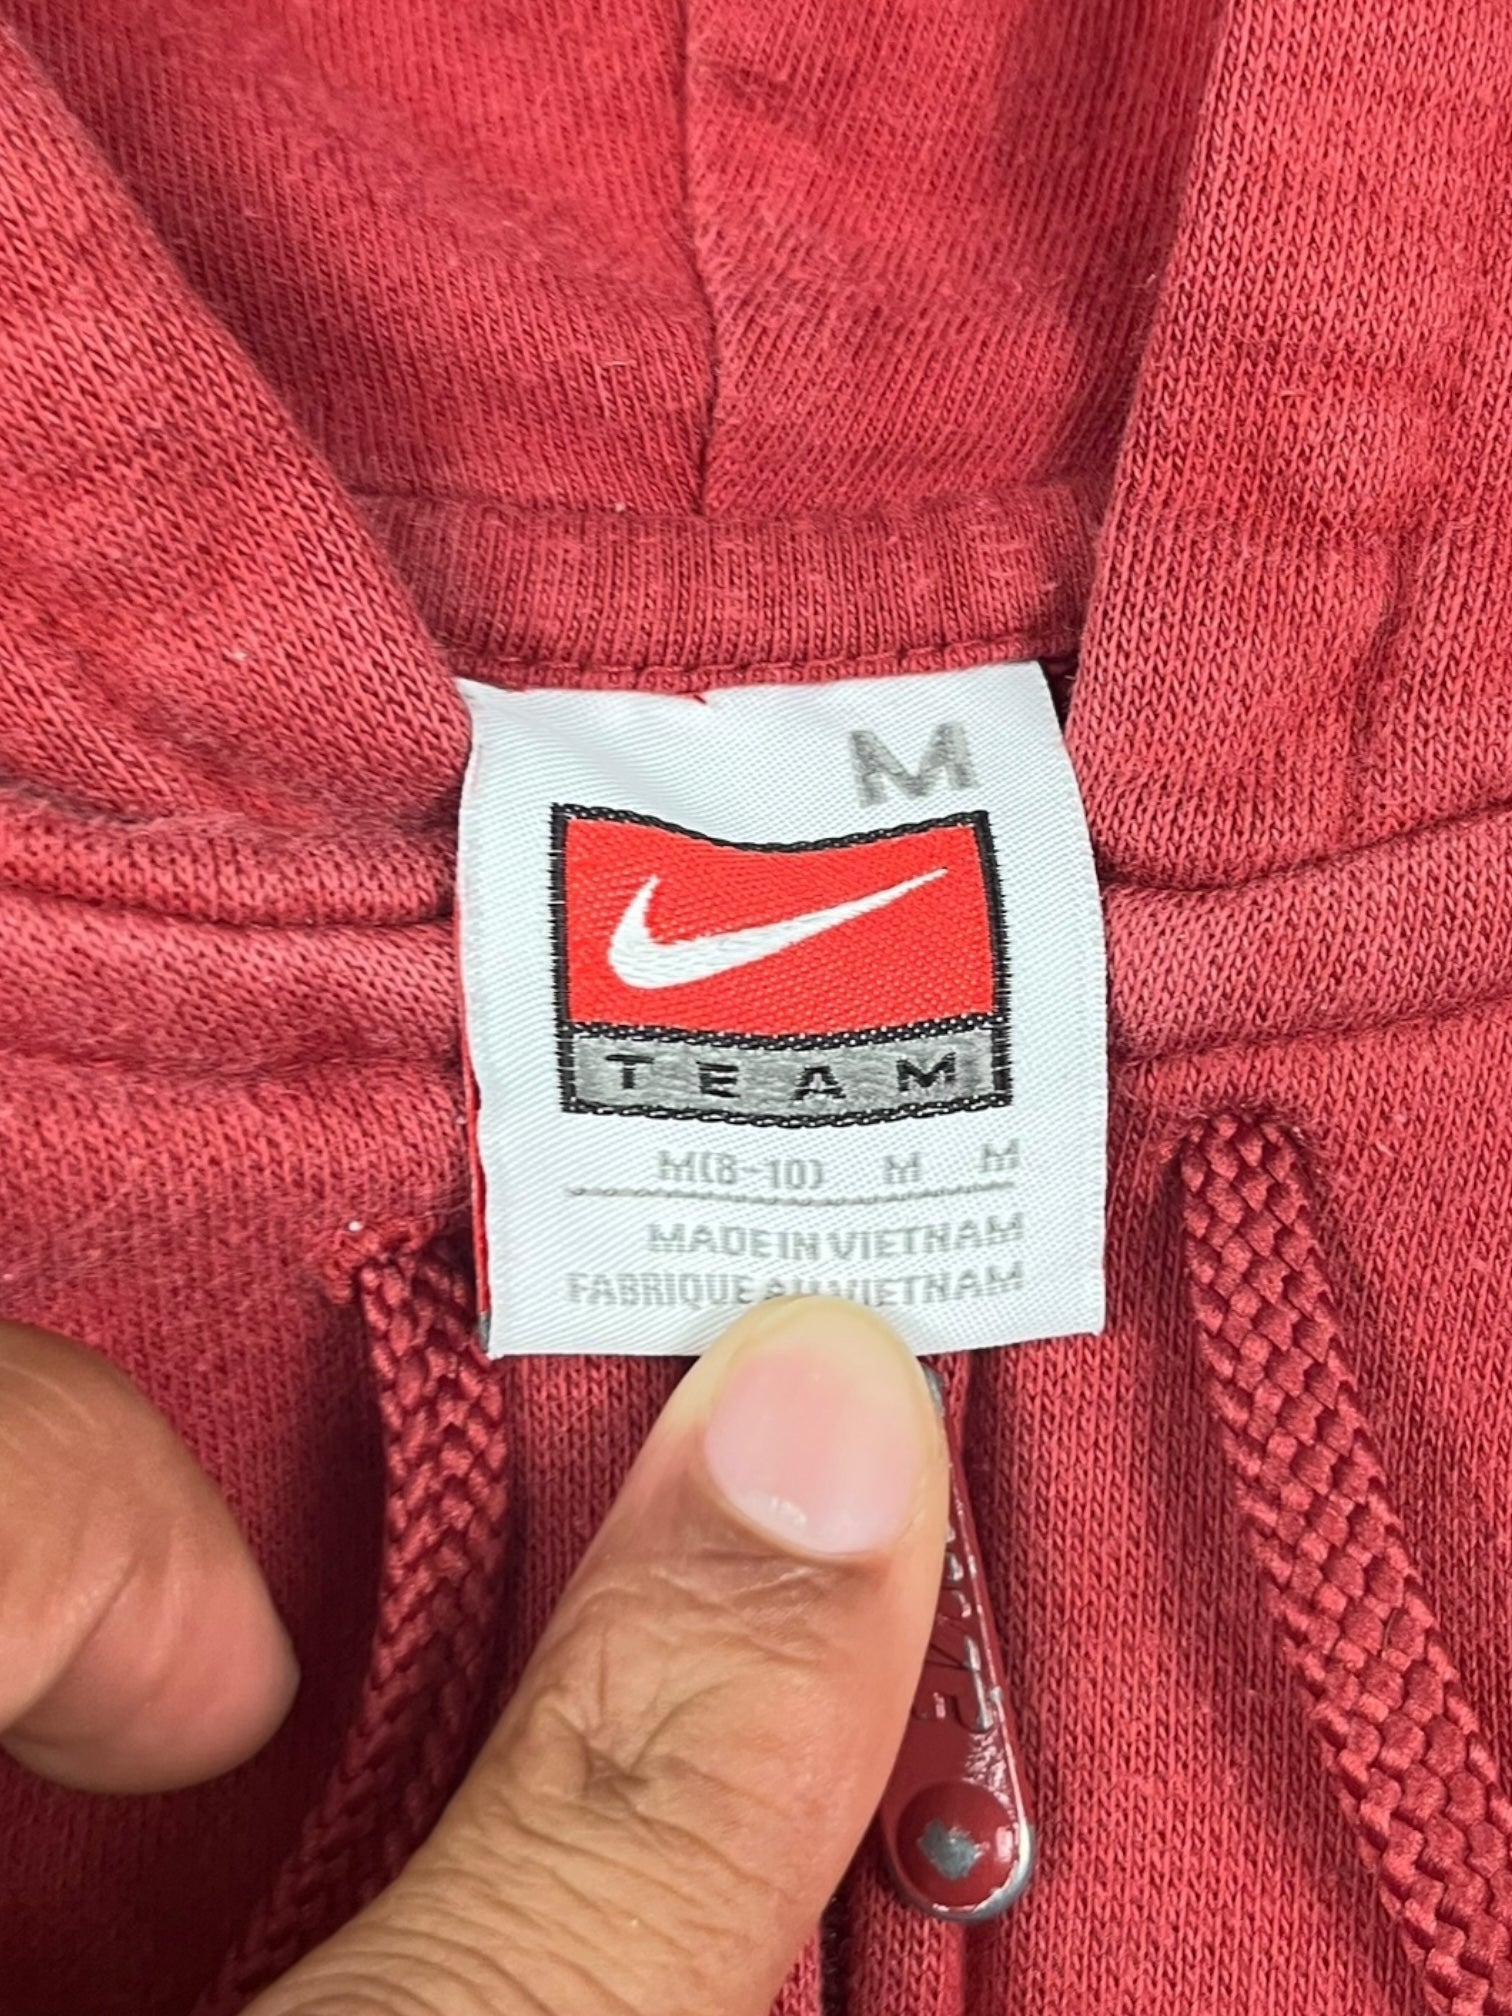 M
TEAM
M(8-10) M M
MADE IN VIETNAM
FABRIQUE AU VIETNAM